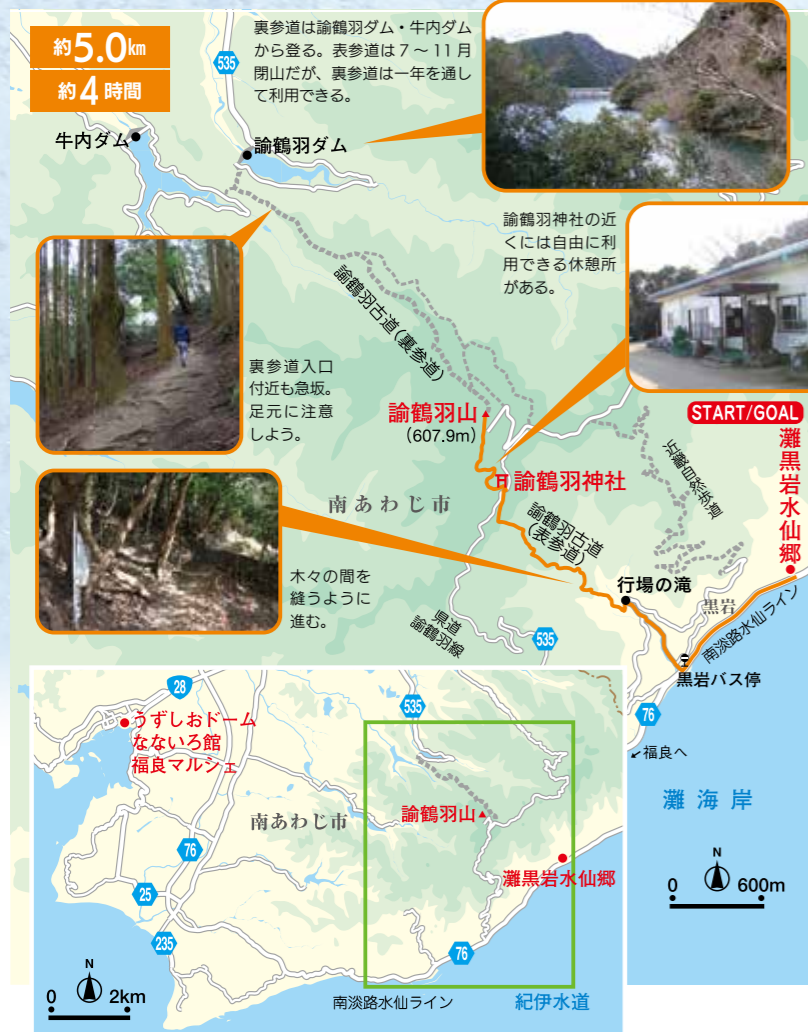 約5.0km
約4時間
裏参道は諭鶴羽ダム・牛内ダム
から登る。表参道は7～11月
閉山だが、裏参道は一年を通し
て利用できる。
535
牛内ダム
諭鶴羽ダム
諭鶴羽神社の近
くには自由に利
用できる休憩所
がある。
諭鶴羽古道(裏参道)
裏参道入口
付近も急坂。
足元に注意
しよう。
諭鶴羽山
(607.9m)
START/GOAL
灘黒岩水仙郷
近畿自然歩道
諭鶴羽神社
南あわじ市
諭鶴羽古道
(表参道)
木々の間を
縫うように
進む。
行場の滝
黒岩
南淡路水仙ライン
県道
諭鶴羽線
535
黒岩バス停
76
福良へ
灘海岸
N
0 600m
28
うずしおドーム
なないろ館
福良マルシェ
535
南あわじ市
諭鶴羽山
76
灘黒岩水仙郷
25
235
76
N
0 2km
南淡路水仙ライン
紀伊水道